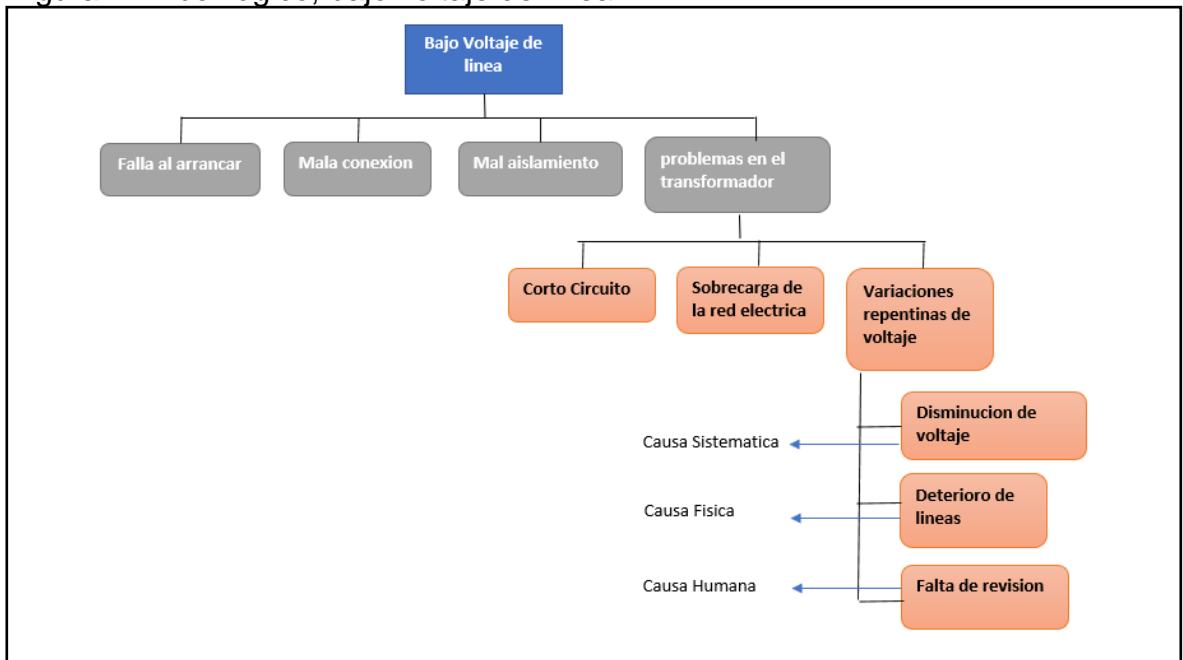 Bajo Voltaje de
linea
Falla al arrancar
Mala conexion
Mal aislamiento
problemas en el
transformador
Corto Circuito
Sobrecarga de
la red electrica
Variaciones
repentinas de
voltaje
Disminucion de
voltaje
Causa Sistematica
Deterioro de
lineas
Causa Fisica
Falta de revision
Causa Humana